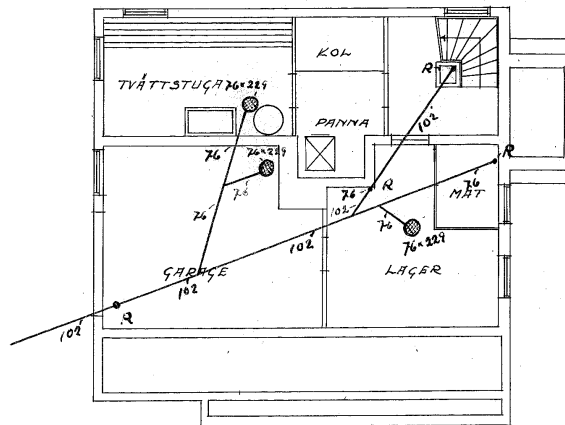 KOL
R
TVÄTTSTUGA 76×229
PANNA
102
76
76×229
R
76
76
R
76
MAT
76
102
76
102
76×229
GARAGE
LAGER
102
R
102